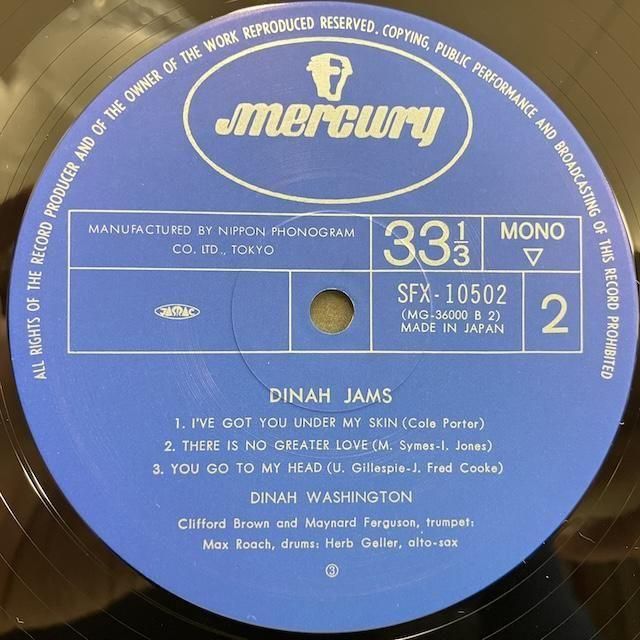 ALL RIGHTS OF THE RECORD PRODUCER AND OF THE OWNER OF THE WORK REPRODUCED RESERVED. COPYING, PUBLIC PERFORMANCE AND BROADCASTING OF THIS RECORD PROHIBITED
mercury
MANUFACTURED BY NIPPON PHONOGRAM
CO. LTD., TOKYO
33 1/3
MONO
▽
JASRAC
SFX-10502
(MG-36000 B 2)
MADE IN JAPAN
2
DINAH JAMS
1. I'VE GOT YOU UNDER MY SKIN (Cole Porter)
2. THERE IS NO GREATER LOVE (M. Symes-I. Jones)
3. YOU GO TO MY HEAD (U. Gillespie-J. Fred Cooke)
DINAH WASHINGTON
Clifford Brown and Maynard Ferguson, trumpet:
Max Roach, drums: Herb Geller, alto-sax
③